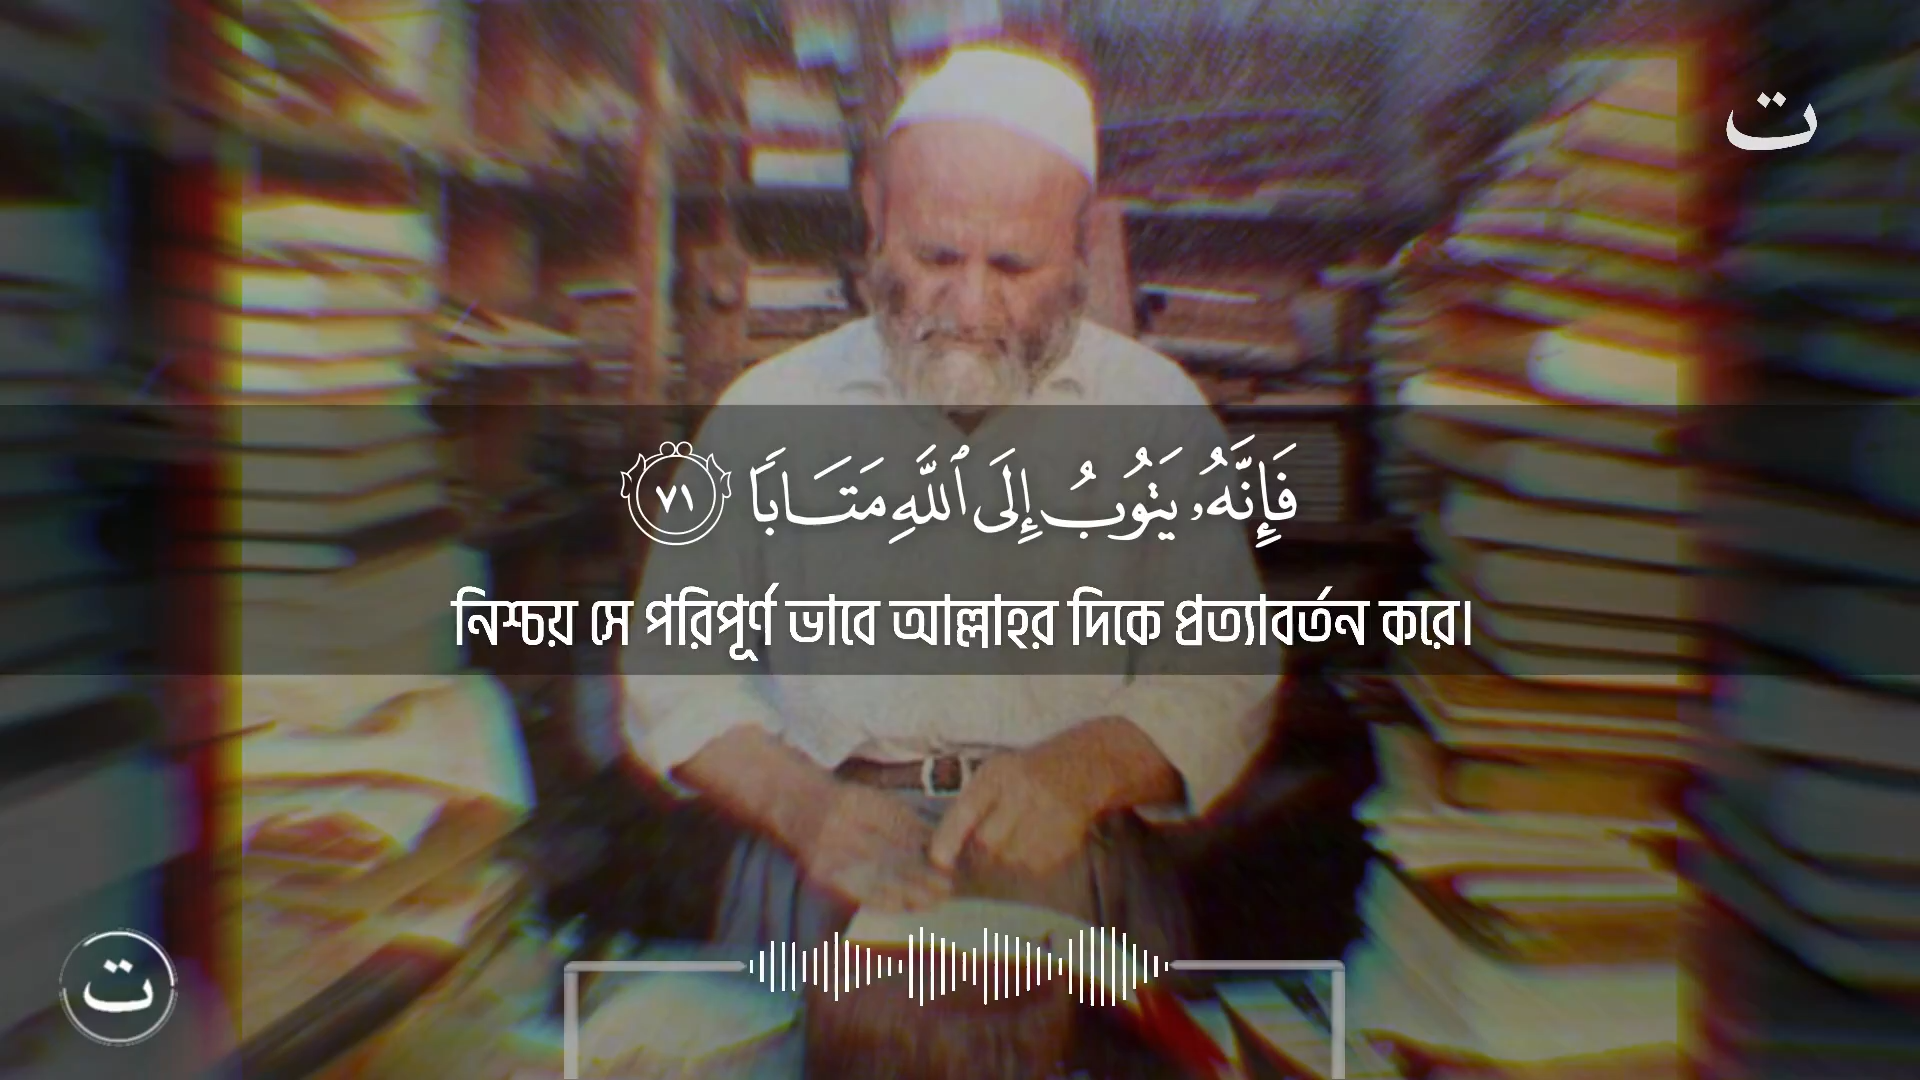 ت
فَإِنَّهُۥ يَتُوبُ إِلَى ٱللَّهِ مَتَابًا ٧١
নিশ্চয় সে পরিপূর্ণ ভাবে আল্লাহর দিকে প্রত্যাবর্তন করে।
ت